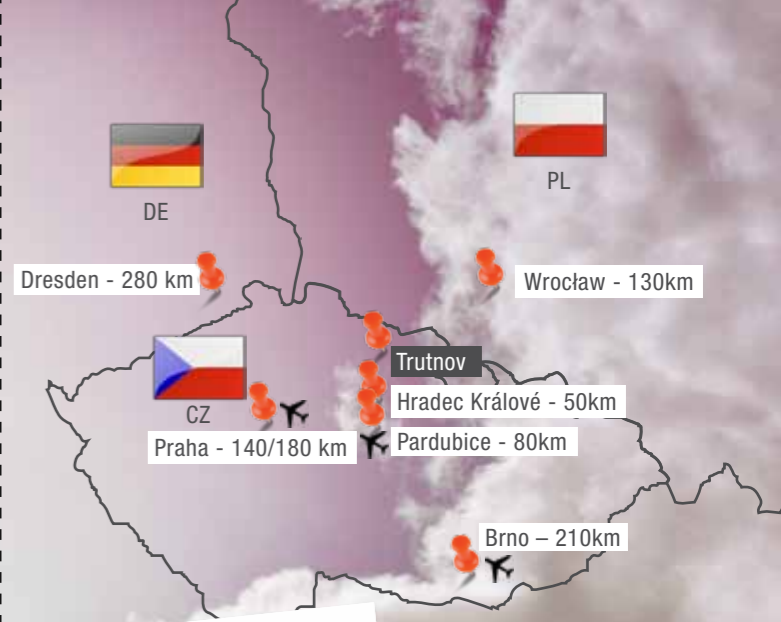 DE
PL
Dresden - 280 km
Wrocław - 130km
Trutnov
CZ
Hradec Králové - 50km
Praha - 140/180 km
Pardubice - 80km
Brno – 210km